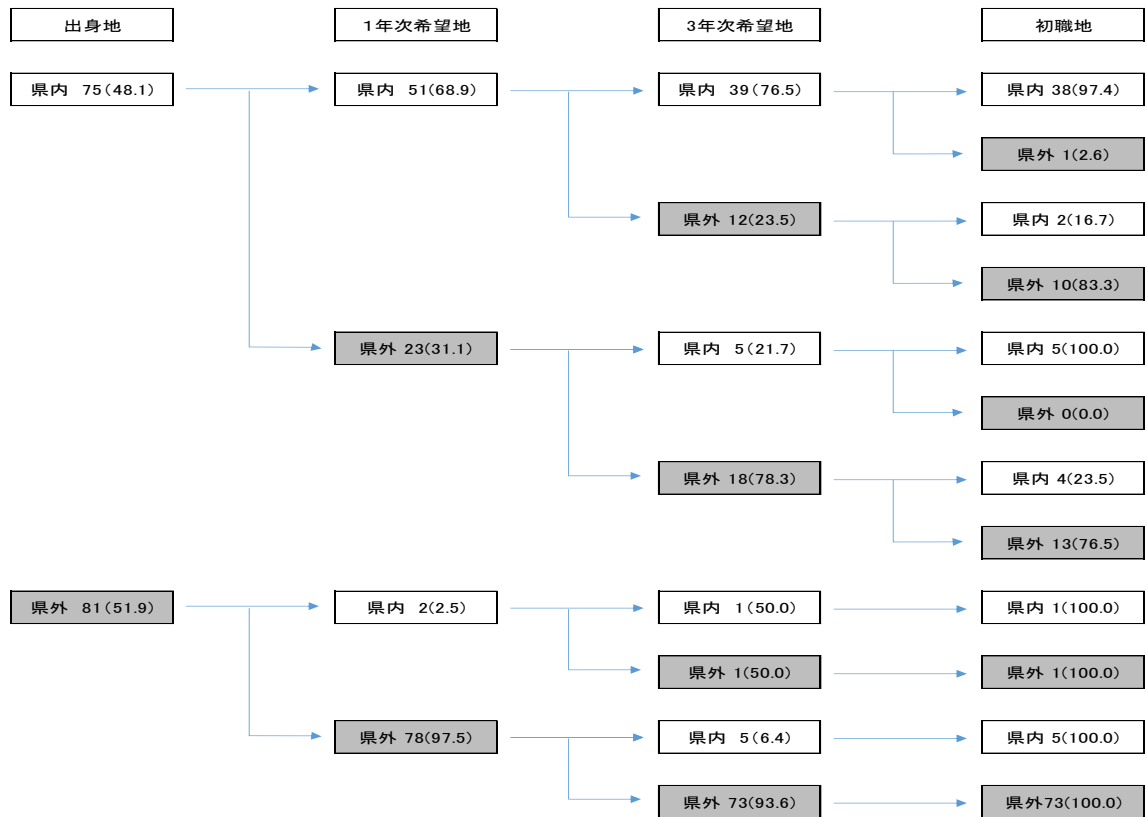 出身地 1年次希望地 3年次希望地 初職地
県内 75(48.1) 県内 51(68.9) 県内 39(76.5) 県内 38(97.4)
県外 1(2.6)
県外 12(23.5) 県内 2(16.7)
県外 10(83.3)
県外 23(31.1) 県内 5(21.7) 県内 5(100.0)
県外 0(0.0)
県外 18(78.3) 県内 4(23.5)
県外 13(76.5)
県外 81(51.9) 県内 2(2.5) 県内 1(50.0) 県内 1(100.0)
県外 1(50.0) 県外 1(100.0)
県外 78(97.5) 県内 5(6.4) 県内 5(100.0)
県外 73(93.6) 県外73(100.0)